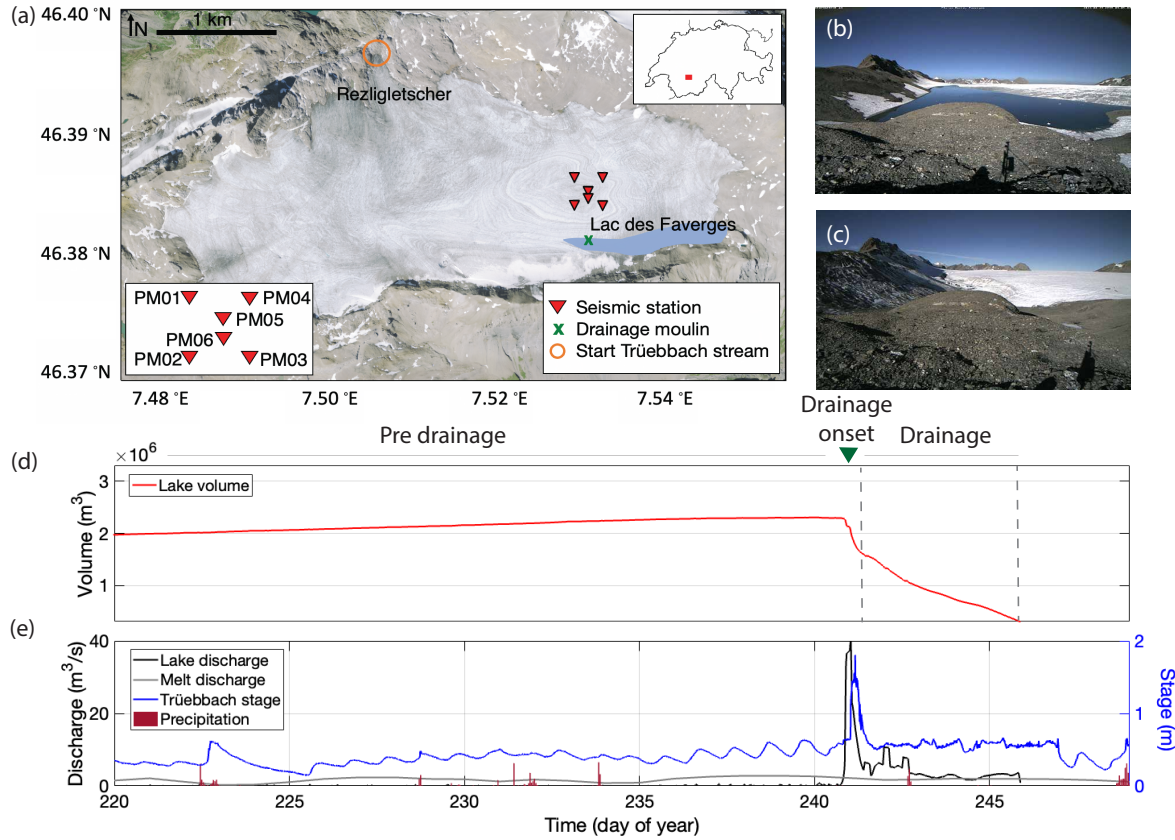 (a)
46.40 °N
46.39 °N
46.38 °N
46.37 °N
N
1 km
Rezligletscher
Lac des Faverges
PM01
PM04
PM05
PM06
PM02
PM03
Seismic station
x Drainage moulin
Start Trüebbach stream
7.48 °E
7.50 °E
7.52 °E
7.54 °E
(b)
(c)
Pre drainage
Drainage
onset
Drainage
(d)
× 10⁶
Lake volume
Volume (m³)
3
2
1
(e)
Lake discharge
Melt discharge
Trüebbach stage
Precipitation
Discharge (m³/s)
40
20
0
Stage (m)
2
1
0
220
225
230
235
240
245
Time (day of year)